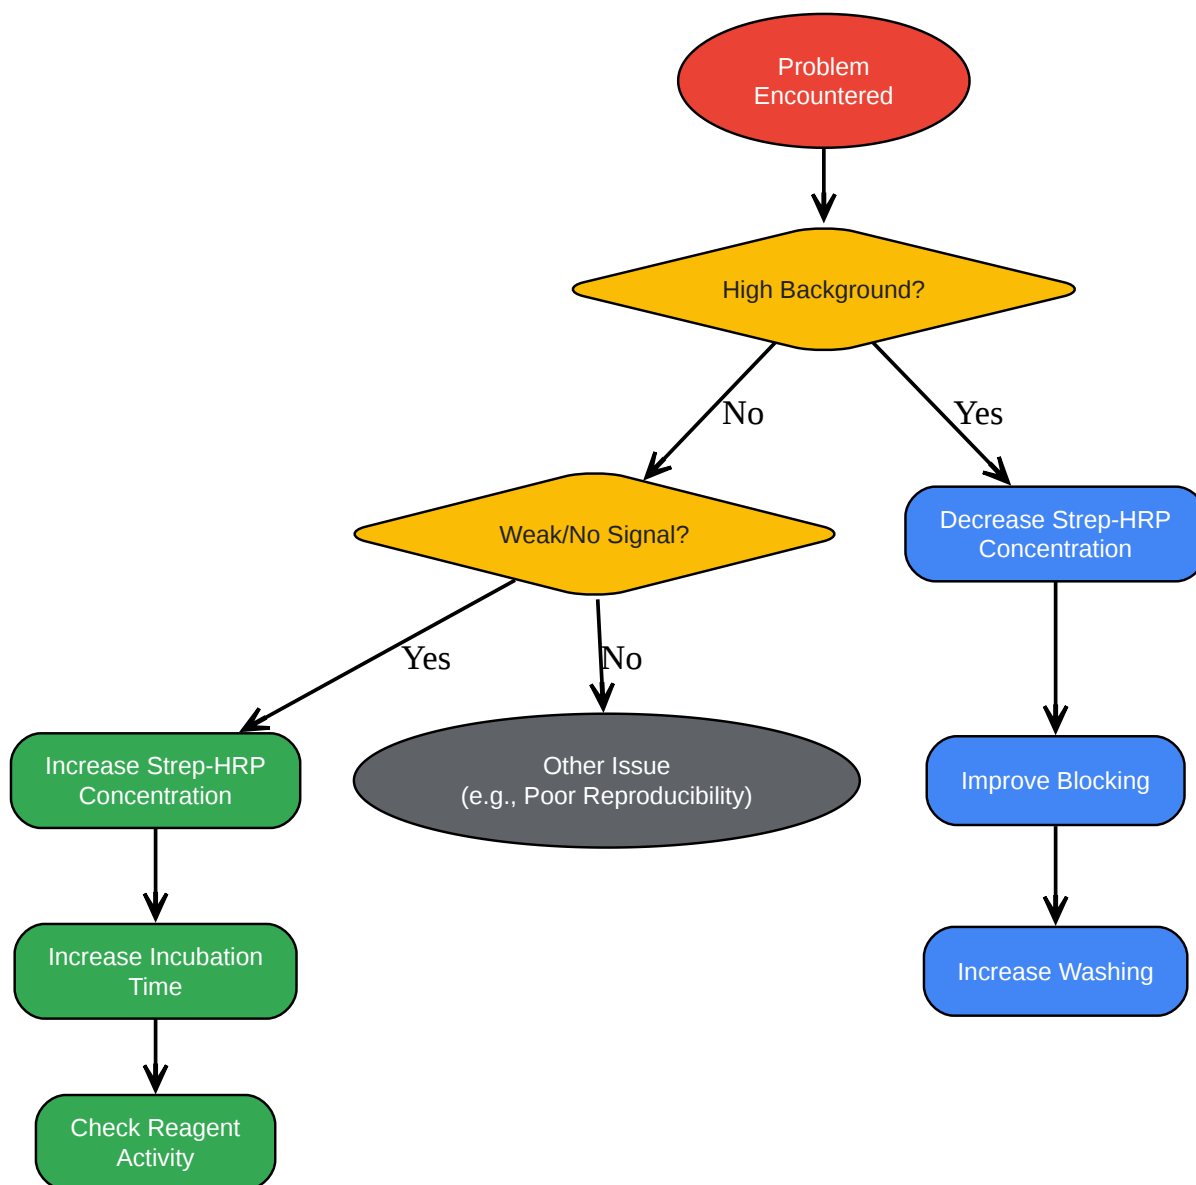 Problem
Encountered
High Background?
No
Yes
Weak/No Signal?
Decrease Strep-HRP
Concentration
Yes
No
Increase Strep-HRP
Concentration
Other Issue
(e.g., Poor Reproducibility)
Improve Blocking
Increase Incubation
Time
Increase Washing
Check Reagent
Activity